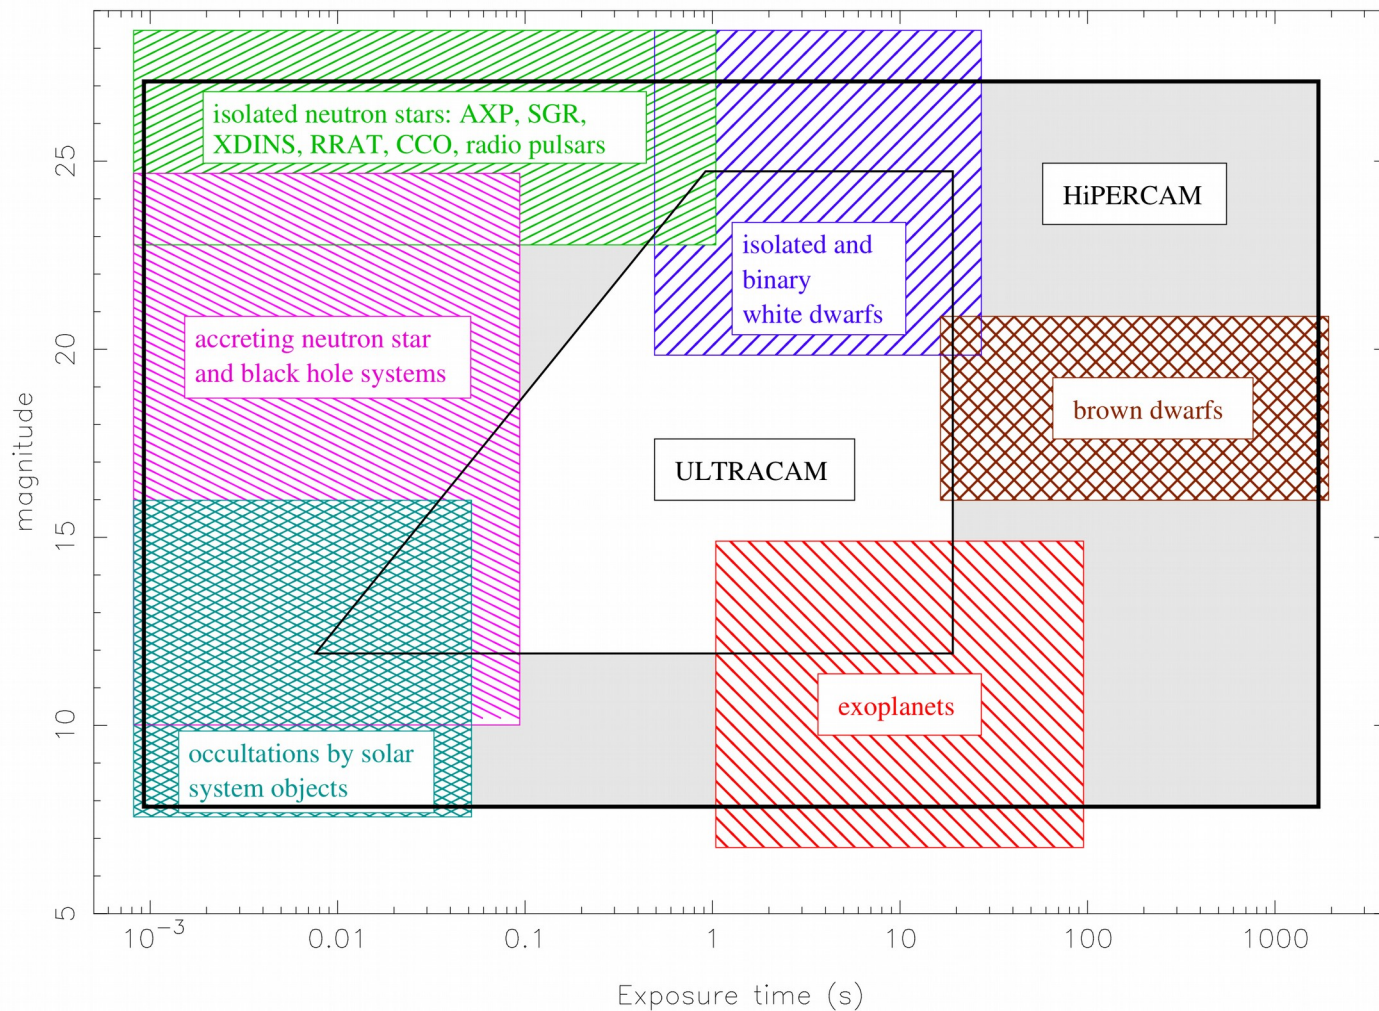 isolated neutron stars: AXP, SGR,
XDINS, RRAT, CCO, radio pulsars
HiPERCAM
isolated and
binary
white dwarfs
accreting neutron star
and black hole systems
brown dwarfs
ULTRACAM
exoplanets
occultations by solar
system objects
magnitude
25
20
15
10
5
10⁻³ 0.01 0.1 1 10 100 1000
Exposure time (s)